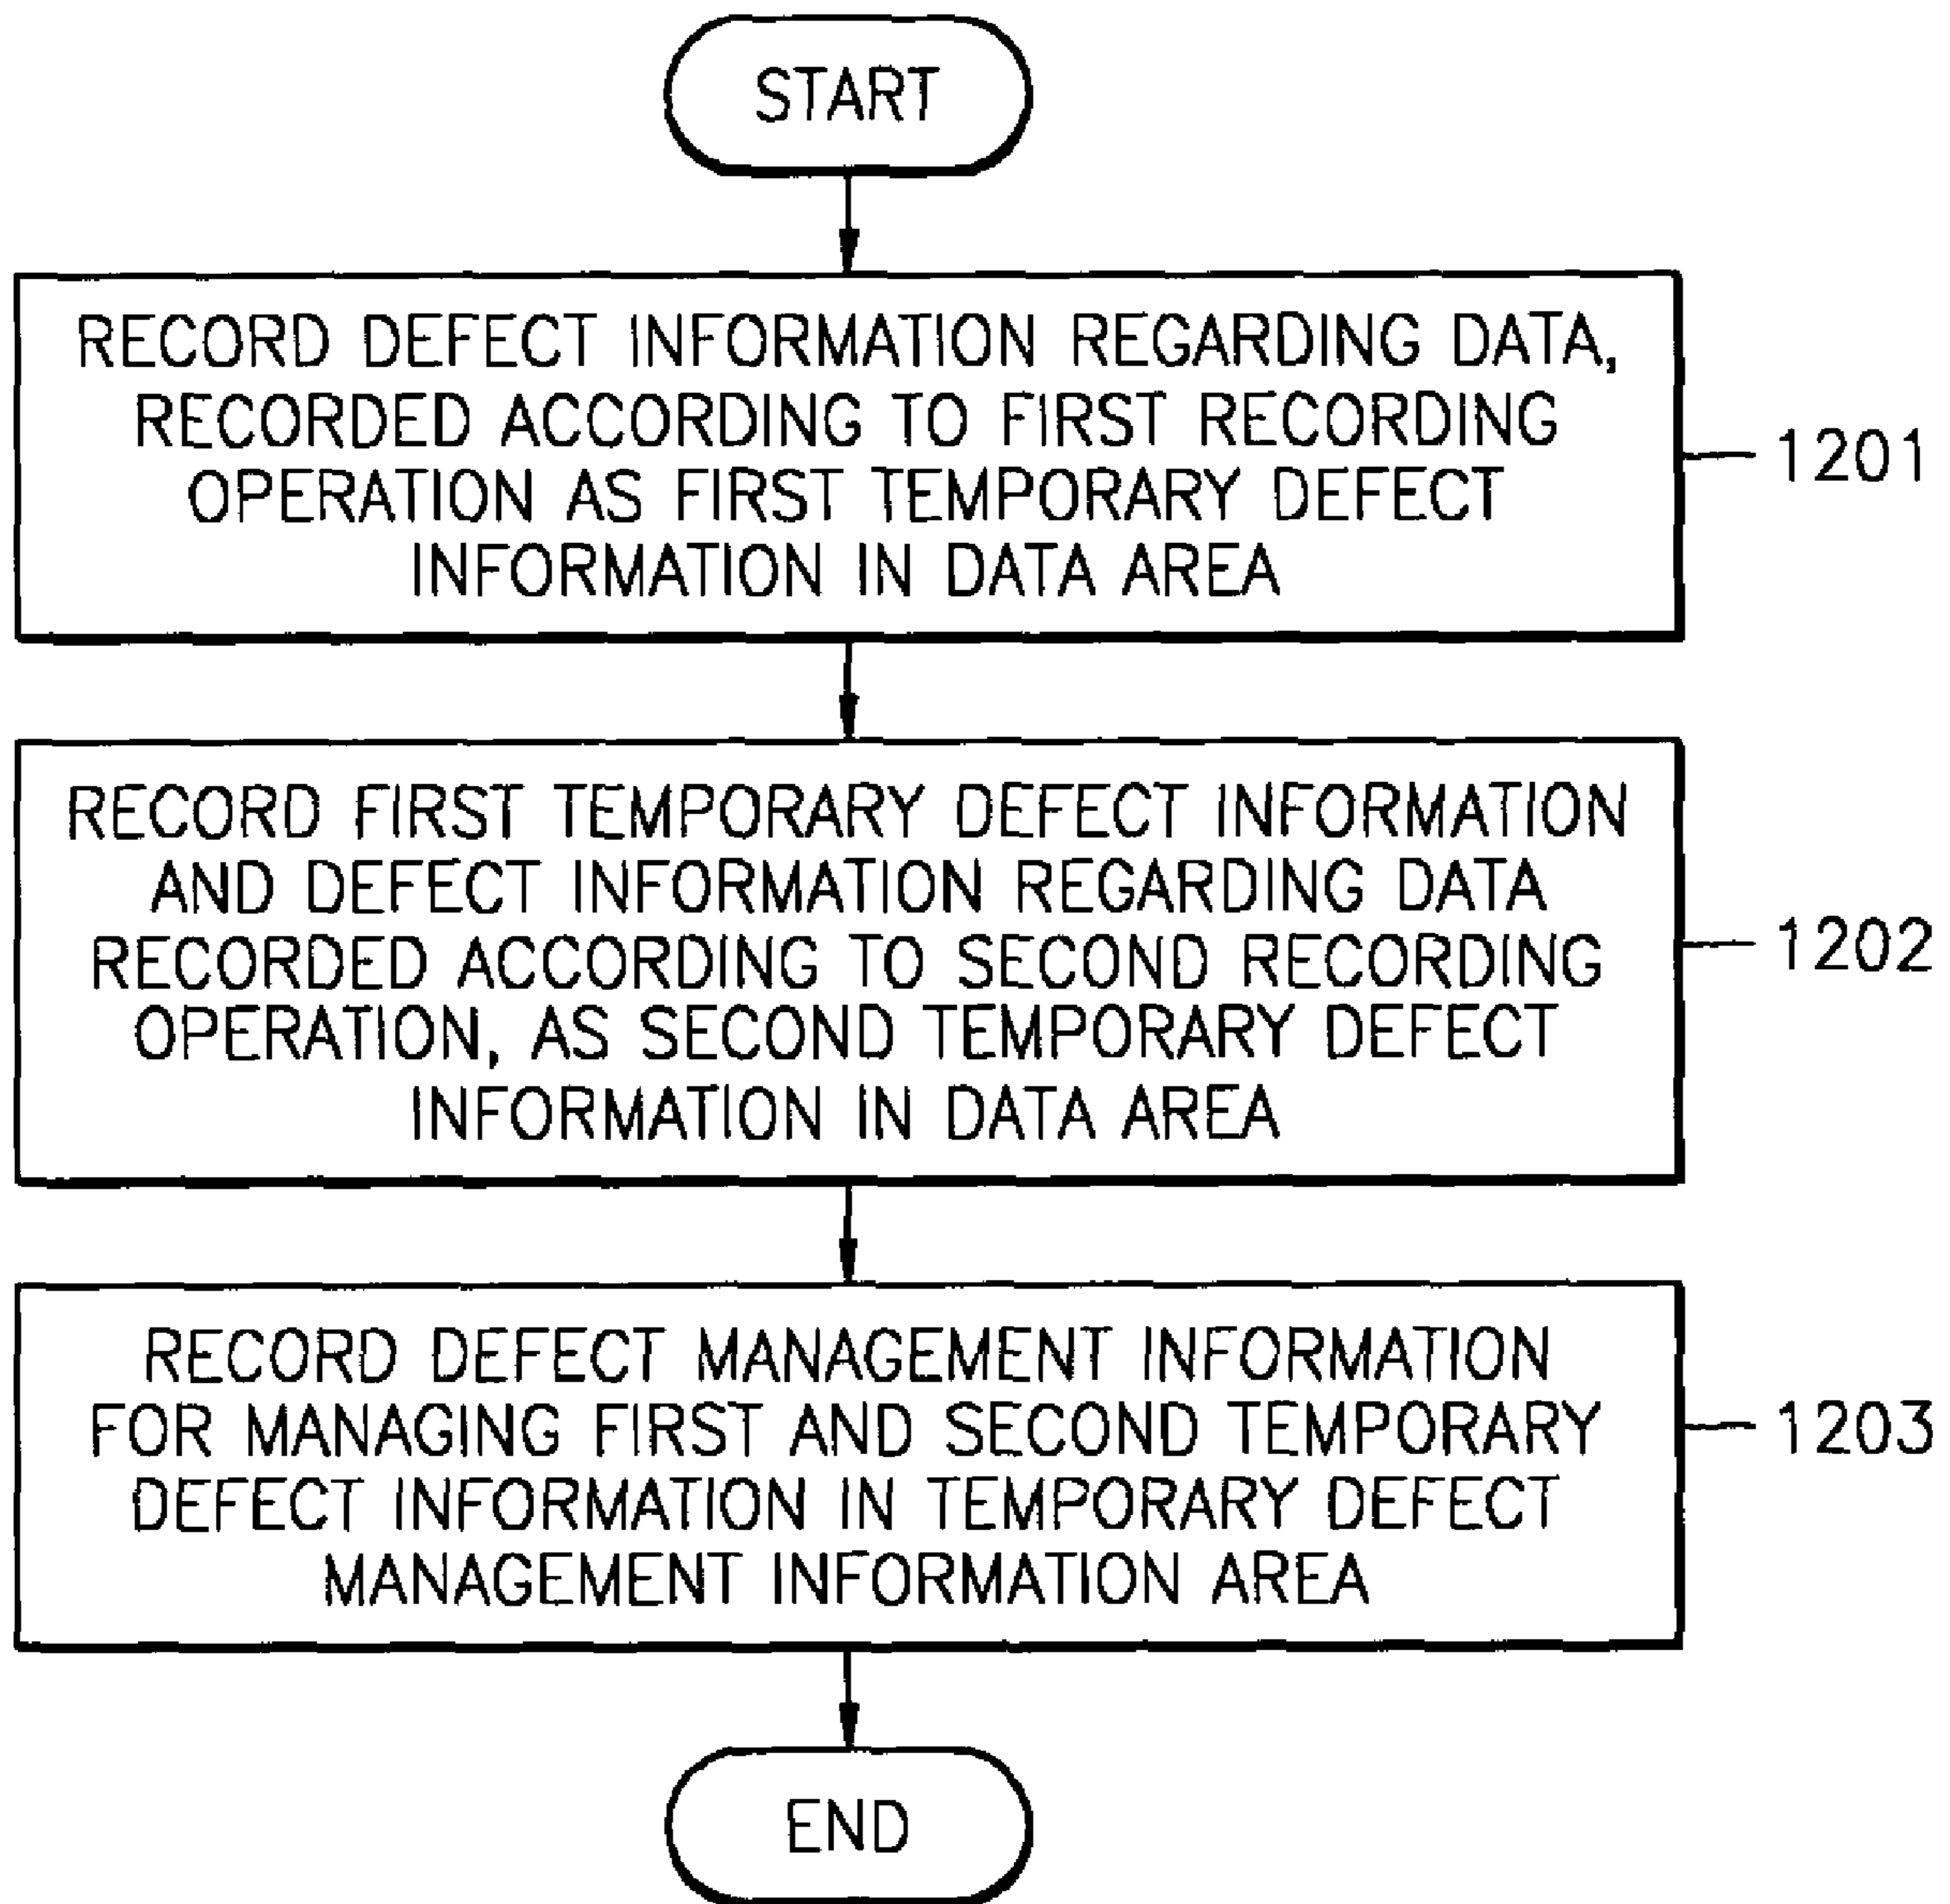 START
RECORD DEFECT INFORMATION REGARDING DATA,
RECORDED ACCORDING TO FIRST RECORDING
OPERATION AS FIRST TEMPORARY DEFECT
INFORMATION IN DATA AREA
1201
RECORD FIRST TEMPORARY DEFECT INFORMATION
AND DEFECT INFORMATION REGARDING DATA
RECORDED ACCORDING TO SECOND RECORDING
OPERATION, AS SECOND TEMPORARY DEFECT
INFORMATION IN DATA AREA
1202
RECORD DEFECT MANAGEMENT INFORMATION
FOR MANAGING FIRST AND SECOND TEMPORARY
DEFECT INFORMATION IN TEMPORARY DEFECT
MANAGEMENT INFORMATION AREA
1203
END